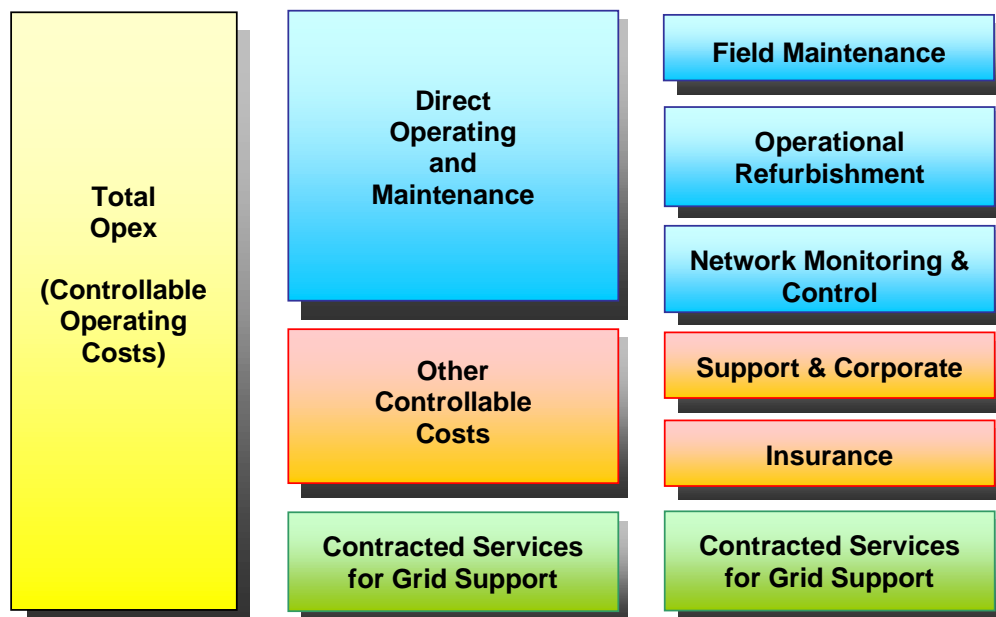 Total
Opex
(Controllable
Operating
Costs)
Direct
Operating
and
Maintenance
Other
Controllable
Costs
Contracted Services
for Grid Support
Field Maintenance
Operational
Refurbishment
Network Monitoring &
Control
Support & Corporate
Insurance
Contracted Services
for Grid Support